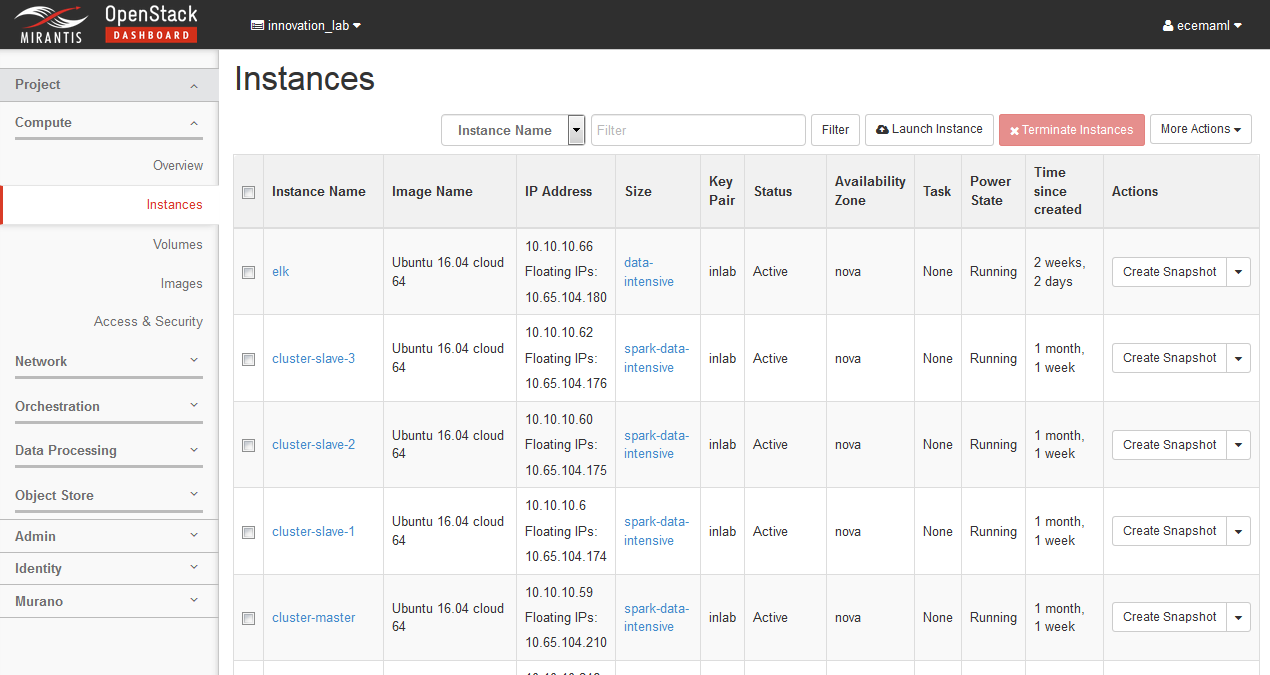 MIRANTIS
OpenStack
DASHBOARD
innovation_lab
ecemaml
Project
Compute
Overview
Instances
Volumes
Images
Access & Security
Network
Orchestration
Data Processing
Object Store
Admin
Identity
Murano
Instances
Instance Name Filter Filter Launch Instance Terminate Instances More Actions
Instance Name Image Name IP Address Size Key Pair Status Availability Zone Task Power State Time since created Actions
elk
Ubuntu 16.04 cloud
64
10.10.10.66
Floating IPs:
10.65.104.180
data-
intensive
inlab
Active
nova
None
Running
2 weeks,
2 days
Create Snapshot
cluster-slave-3
Ubuntu 16.04 cloud
64
10.10.10.62
Floating IPs:
10.65.104.176
spark-data-
intensive
inlab
Active
nova
None
Running
1 month,
1 week
Create Snapshot
cluster-slave-2
Ubuntu 16.04 cloud
64
10.10.10.60
Floating IPs:
10.65.104.175
spark-data-
intensive
inlab
Active
nova
None
Running
1 month,
1 week
Create Snapshot
cluster-slave-1
Ubuntu 16.04 cloud
64
10.10.10.6
Floating IPs:
10.65.104.174
spark-data-
intensive
inlab
Active
nova
None
Running
1 month,
1 week
Create Snapshot
cluster-master
Ubuntu 16.04 cloud
64
10.10.10.59
Floating IPs:
10.65.104.210
spark-data-
intensive
inlab
Active
nova
None
Running
1 month,
1 week
Create Snapshot